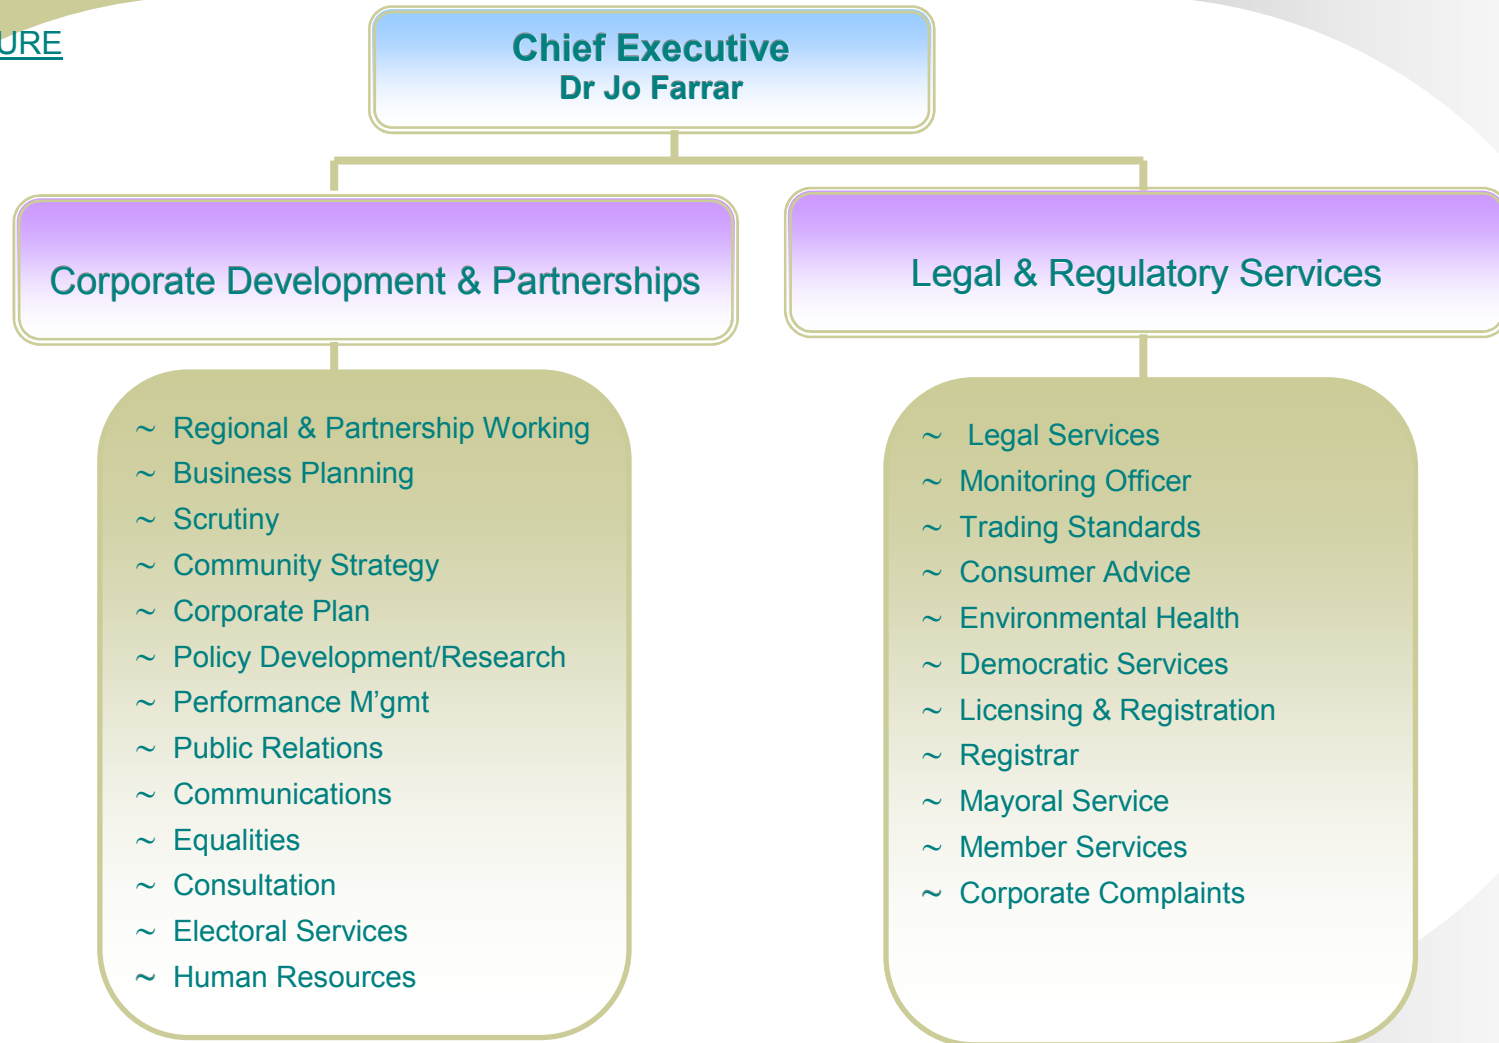 URE
Chief Executive
Dr Jo Farrar
Corporate Development & Partnerships
~ Regional & Partnership Working
~ Business Planning
~ Scrutiny
~ Community Strategy
~ Corporate Plan
~ Policy Development/Research
~ Performance M’gmt
~ Public Relations
~ Communications
~ Equalities
~ Consultation
~ Electoral Services
~ Human Resources
Legal & Regulatory Services
~ Legal Services
~ Monitoring Officer
~ Trading Standards
~ Consumer Advice
~ Environmental Health
~ Democratic Services
~ Licensing & Registration
~ Registrar
~ Mayoral Service
~ Member Services
~ Corporate Complaints